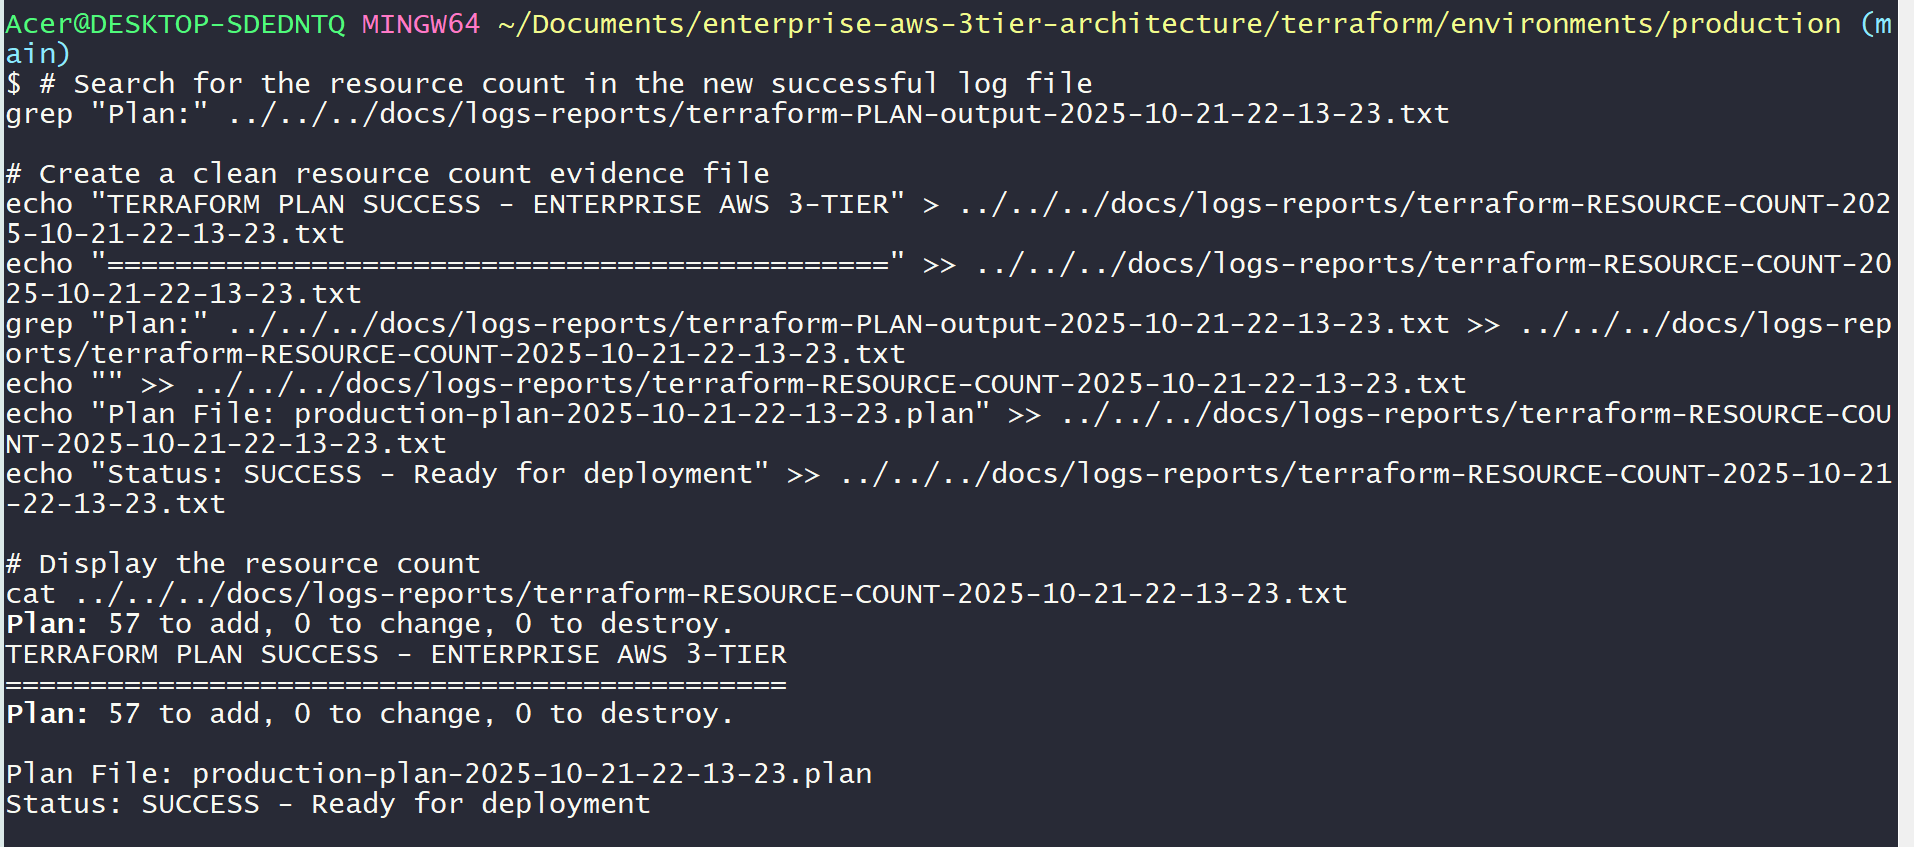 Acer@DESKTOP-SDEDNTQ MINGW64 ~/Documents/enterprise-aws-3tier-architecture/terraform/environments/production (m
ain)
$ # Search for the resource count in the new successful log file
grep "Plan:" ../../../docs/logs-reports/terraform-PLAN-output-2025-10-21-22-13-23.txt

# Create a clean resource count evidence file
echo "TERRAFORM PLAN SUCCESS - ENTERPRISE AWS 3-TIER" > ../../../docs/logs-reports/terraform-RESOURCE-COUNT-202
5-10-21-22-13-23.txt
echo "==============================================" >> ../../../docs/logs-reports/terraform-RESOURCE-COUNT-20
25-10-21-22-13-23.txt
grep "Plan:" ../../../docs/logs-reports/terraform-PLAN-output-2025-10-21-22-13-23.txt >> ../../../docs/logs-rep
orts/terraform-RESOURCE-COUNT-2025-10-21-22-13-23.txt
echo "" >> ../../../docs/logs-reports/terraform-RESOURCE-COUNT-2025-10-21-22-13-23.txt
echo "Plan File: production-plan-2025-10-21-22-13-23.plan" >> ../../../docs/logs-reports/terraform-RESOURCE-COU
NT-2025-10-21-22-13-23.txt
echo "Status: SUCCESS - Ready for deployment" >> ../../../docs/logs-reports/terraform-RESOURCE-COUNT-2025-10-21
-22-13-23.txt

# Display the resource count
cat ../../../docs/logs-reports/terraform-RESOURCE-COUNT-2025-10-21-22-13-23.txt
Plan: 57 to add, 0 to change, 0 to destroy.
TERRAFORM PLAN SUCCESS - ENTERPRISE AWS 3-TIER
==============================================
Plan: 57 to add, 0 to change, 0 to destroy.

Plan File: production-plan-2025-10-21-22-13-23.plan
Status: SUCCESS - Ready for deployment